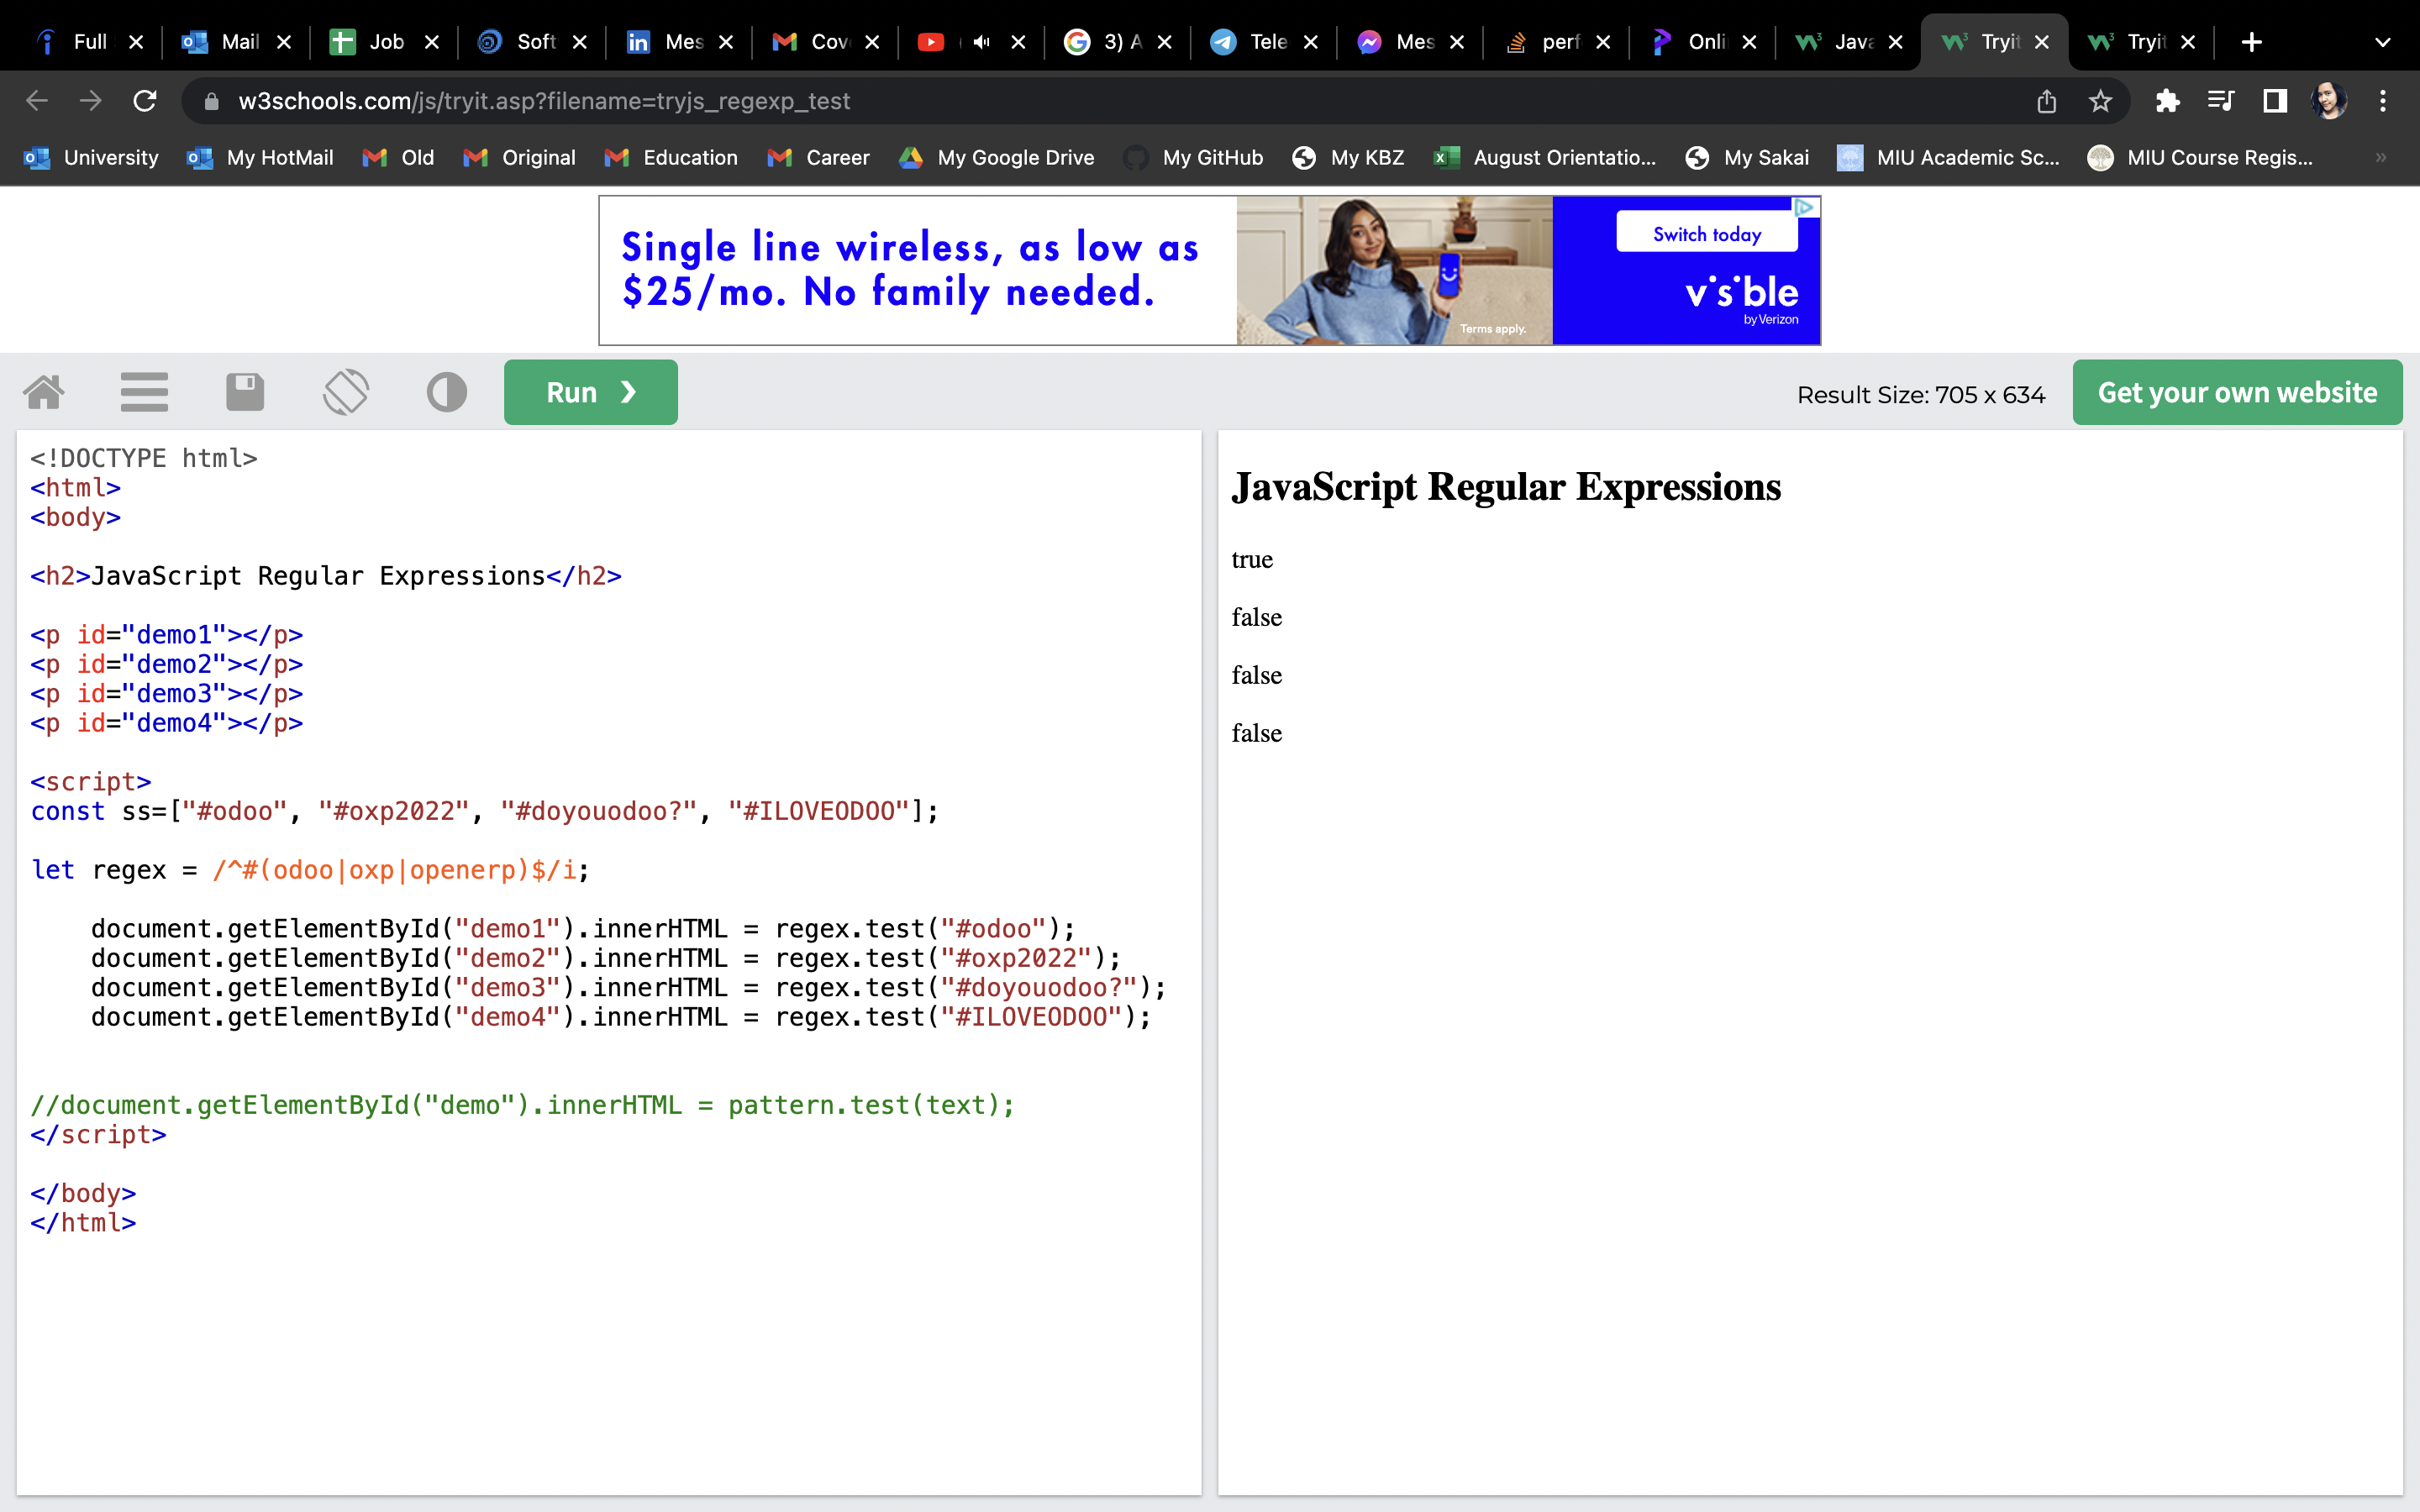 Full
Mail
Job
Soft
Mes
Cov
3) A
Tele
Mes
perf
Onli
Java
Tryit
Tryit
w3schools.com/js/tryit.asp?filename=tryjs_regexp_test
University
My HotMail
Old
Original
Education
Career
My Google Drive
My GitHub
My KBZ
August Orientatio...
My Sakai
MIU Academic Sc...
MIU Course Regis...
»
Single line wireless, as low as
$25/mo. No family needed.
Terms apply.
Switch today
visible
by Verizon
Run ❯
Result Size: 705 x 634
Get your own website
<!DOCTYPE html>
<html>
<body>
<h2>JavaScript Regular Expressions</h2>
<p id="demo1"></p>
<p id="demo2"></p>
<p id="demo3"></p>
<p id="demo4"></p>
<script>
const ss=["#odoo", "#oxp2022", "#doyouodoo?", "#ILOVEODOO"];
let regex = /^#(odoo|oxp|openerp)$/i;
document.getElementById("demo1").innerHTML = regex.test("#odoo");
document.getElementById("demo2").innerHTML = regex.test("#oxp2022");
document.getElementById("demo3").innerHTML = regex.test("#doyouodoo?");
document.getElementById("demo4").innerHTML = regex.test("#ILOVEODOO");
//document.getElementById("demo").innerHTML = pattern.test(text);
</script>
</body>
</html>
JavaScript Regular Expressions
true
false
false
false